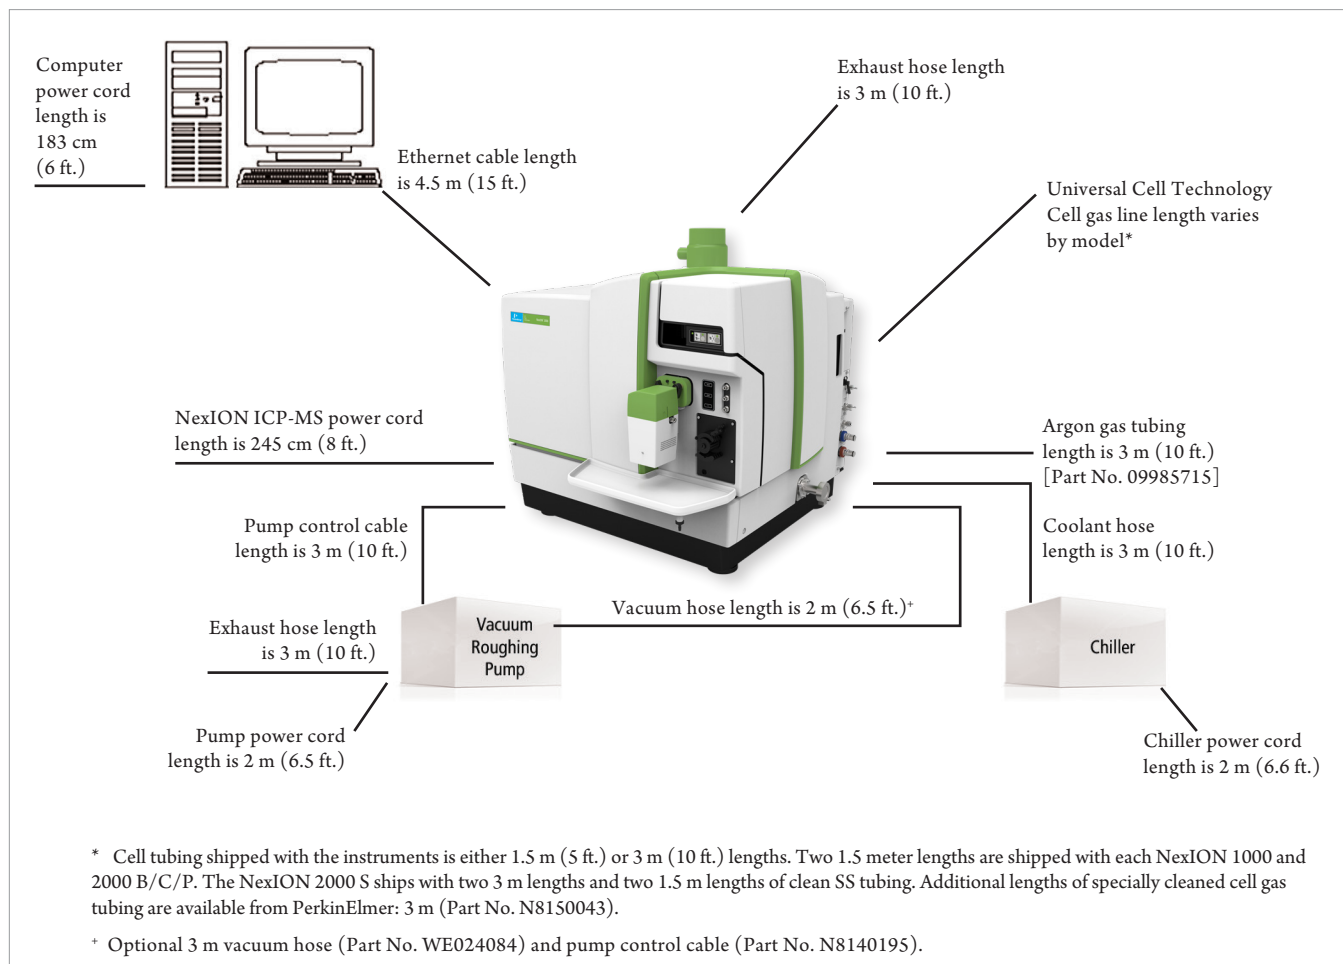 Computer
power cord
length is
183 cm
(6 ft.)
Ethernet cable length
is 4.5 m (15 ft.)
Exhaust hose length
is 3 m (10 ft.)
Universal Cell Technology
Cell gas line length varies
by model*
NexION ICP-MS power cord
length is 245 cm (8 ft.)
Argon gas tubing
length is 3 m (10 ft.)
[Part No. 09985715]
Pump control cable
length is 3 m (10 ft.)
Coolant hose
length is 3 m (10 ft.)
Vacuum hose length is 2 m (6.5 ft.)⁺
Exhaust hose length
is 3 m (10 ft.)
Vacuum
Roughing
Pump
Chiller
Pump power cord
length is 2 m (6.5 ft.)
Chiller power cord
length is 2 m (6.6 ft.)
* Cell tubing shipped with the instruments is either 1.5 m (5 ft.) or 3 m (10 ft.) lengths. Two 1.5 meter lengths are shipped with each NexION 1000 and
2000 B/C/P. The NexION 2000 S ships with two 3 m lengths and two 1.5 m lengths of clean SS tubing. Additional lengths of specially cleaned cell gas
tubing are available from PerkinElmer: 3 m (Part No. N8150043).
⁺ Optional 3 m vacuum hose (Part No. WE024084) and pump control cable (Part No. N8140195).